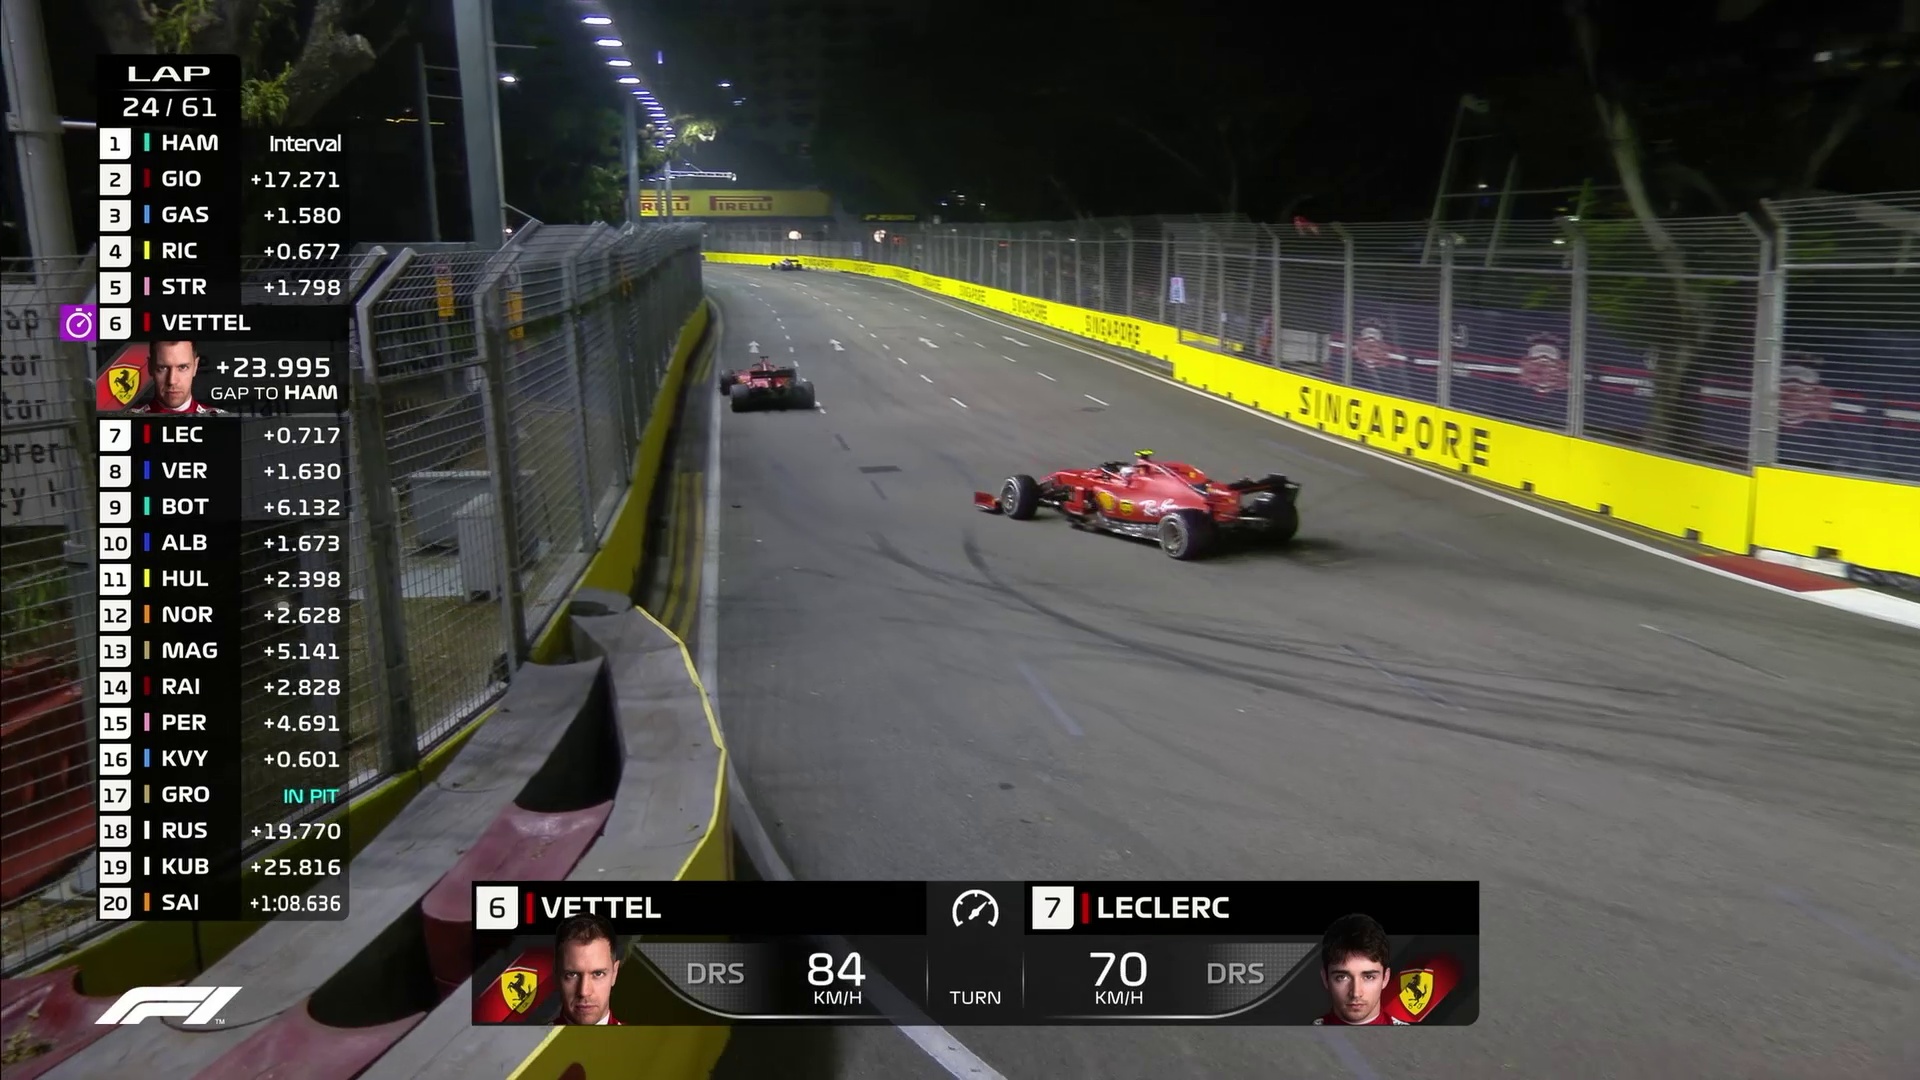 LAP
24 / 61
1 HAM Interval
2 GIO +17.271
3 GAS +1.580
4 RIC +0.677
5 STR +1.798
6 VETTEL
+23.995
GAP TO HAM
7 LEC +0.717
8 VER +1.630
9 BOT +6.132
10 ALB +1.673
11 HUL +2.398
12 NOR +2.628
13 MAG +5.141
14 RAI +2.828
15 PER +4.691
16 KVY +0.601
17 GRO IN PIT
18 RUS +19.770
19 KUB +25.816
20 SAI +1:08.636
PIRELLI
SINGAPORE
SINGAPORE
SINGAPORE
6 VETTEL
DRS 84 KM/H
TURN
7 LECLERC
70 KM/H DRS
F1